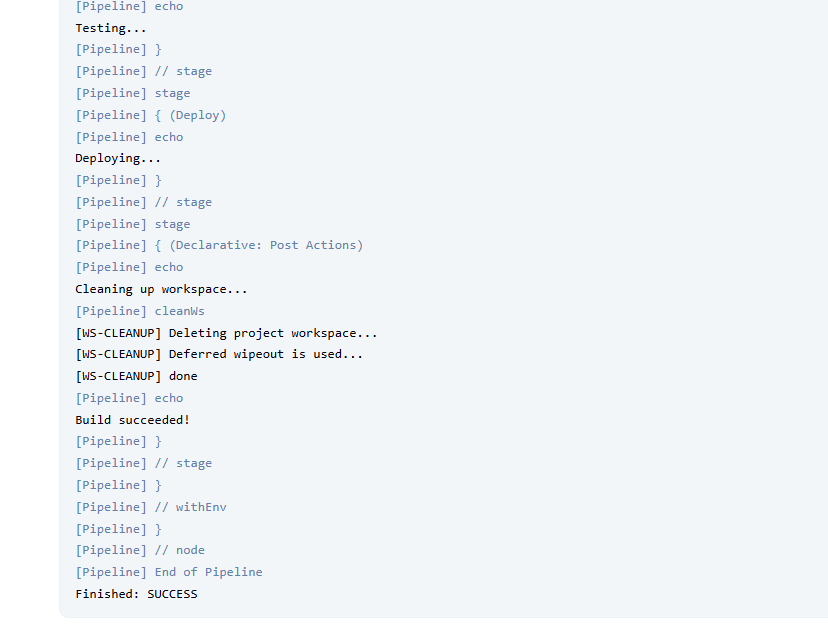 [Pipeline] echo
Testing...
[Pipeline] }
[Pipeline] // stage
[Pipeline] stage
[Pipeline] { (Deploy)
[Pipeline] echo
Deploying...
[Pipeline] }
[Pipeline] // stage
[Pipeline] stage
[Pipeline] { (Declarative: Post Actions)
[Pipeline] echo
Cleaning up workspace...
[Pipeline] cleanWs
[WS-CLEANUP] Deleting project workspace...
[WS-CLEANUP] Deferred wipeout is used...
[WS-CLEANUP] done
[Pipeline] echo
Build succeeded!
[Pipeline] }
[Pipeline] // stage
[Pipeline] }
[Pipeline] // withEnv
[Pipeline] }
[Pipeline] // node
[Pipeline] End of Pipeline
Finished: SUCCESS